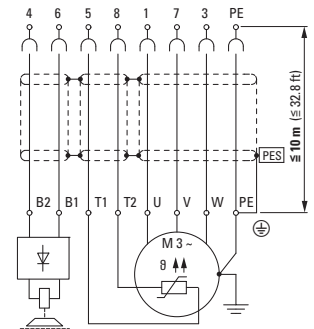 4 6 5 8 1 7 3 PE
≦ 10 m (≦ 32.8 ft)
PES
B2 B1 T1 T2 U V W PE
M 3 ~
ϑ